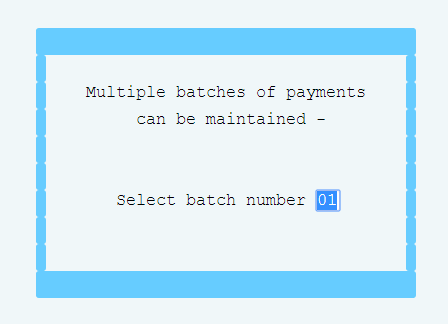 Multiple batches of payments
can be maintained -
Select batch number 01